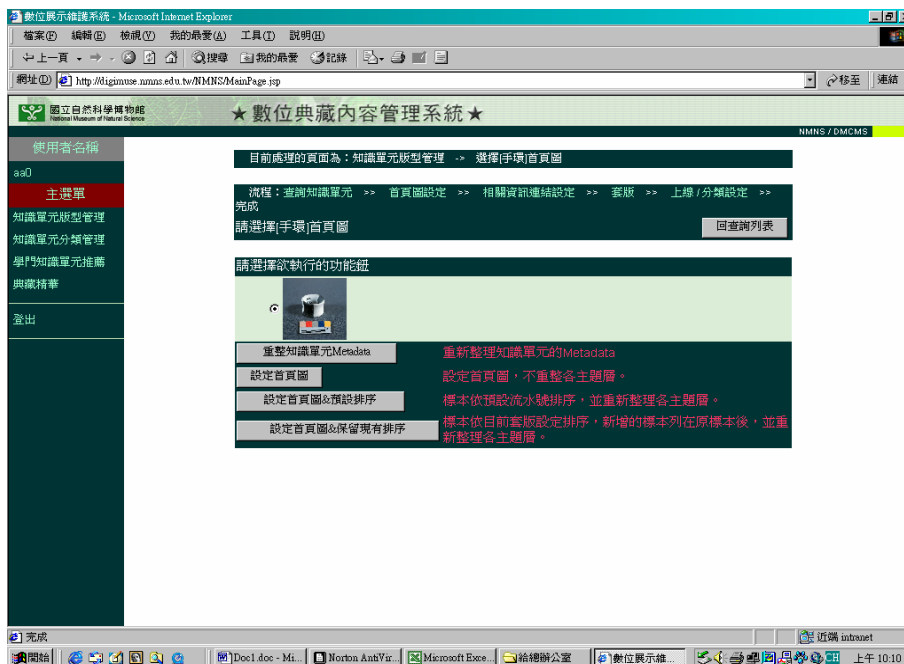 數位展示維護系統 - Microsoft Internet Explorer
檔案(F) 編輯(E) 檢視(V) 我的最愛(A) 工具(T) 說明(H)
上一頁 搜尋 我的最愛 記錄
網址(D) http://digimuse.nmns.edu.tw/NMNS/MainPage.jsp 移至 連結
國立自然科學博物館
National Museum of Natural Science
★數位典藏內容管理系統★
NMNS / DMCMS
使用者名稱
aa0
主選單
知識單元版型管理
知識單元分類管理
學門知識單元推薦
典藏精華
登出
目前處理的頁面為：知識單元版型管理 -> 選擇[手環]首頁圖
流程：查詢知識單元 >> 首頁圖設定 >> 相關資訊連結設定 >> 套版 >> 上線/分類設定 >>
完成
請選擇[手環]首頁圖 回查詢列表
請選擇欲執行的功能鈕
重整知識單元Metadata 重新整理知識單元的Metadata
設定首頁圖 設定首頁圖，不重整各主題層。
設定首頁圖&預設排序 標本依預設流水號排序，並重新整理各主題層。
設定首頁圖&保留現有排序 標本依目前套版設定排序，新增的標本列在原標本後，並重
新整理各主題層。
完成 近端 intranet
開始 Doc1.doc - Mi... Norton AntiVir... Microsoft Exce... 給總辦公室 數位展示維... CH 上午 10:10